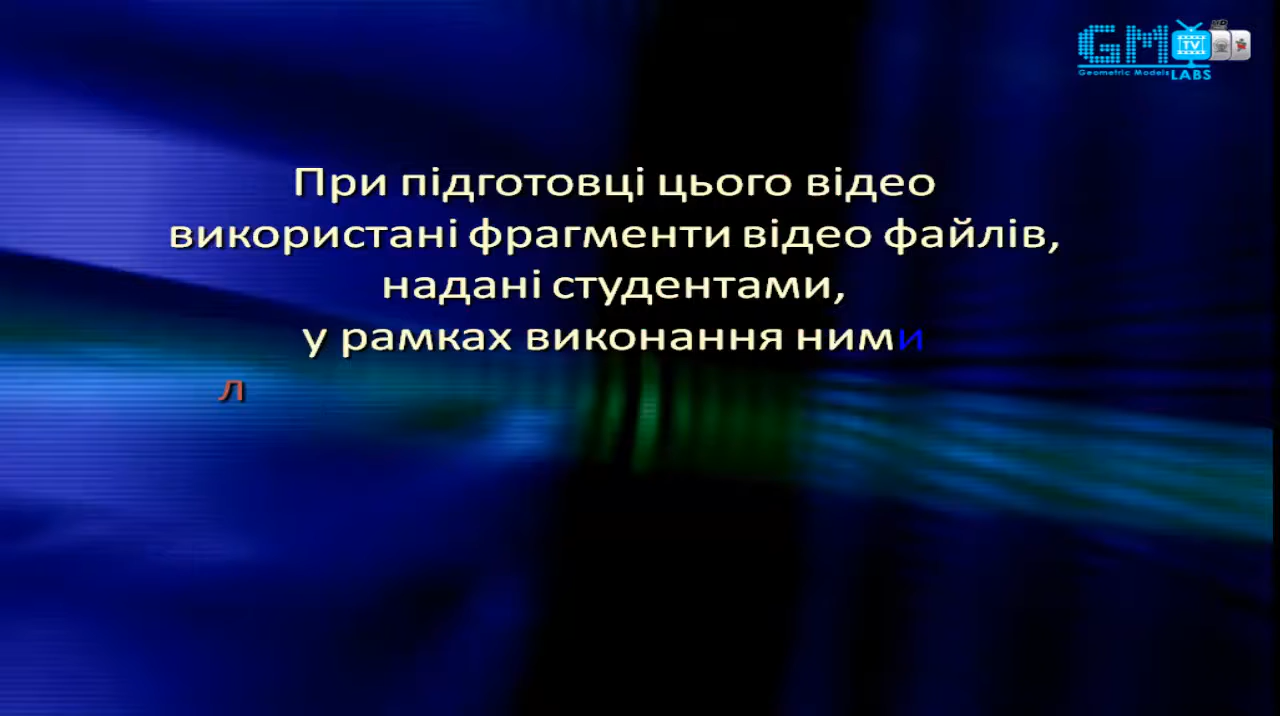 GM TV
Geometric Models LABS
При підготовці цього відео
використані фрагменти відео файлів,
надані студентами,
у рамках виконання ними
л